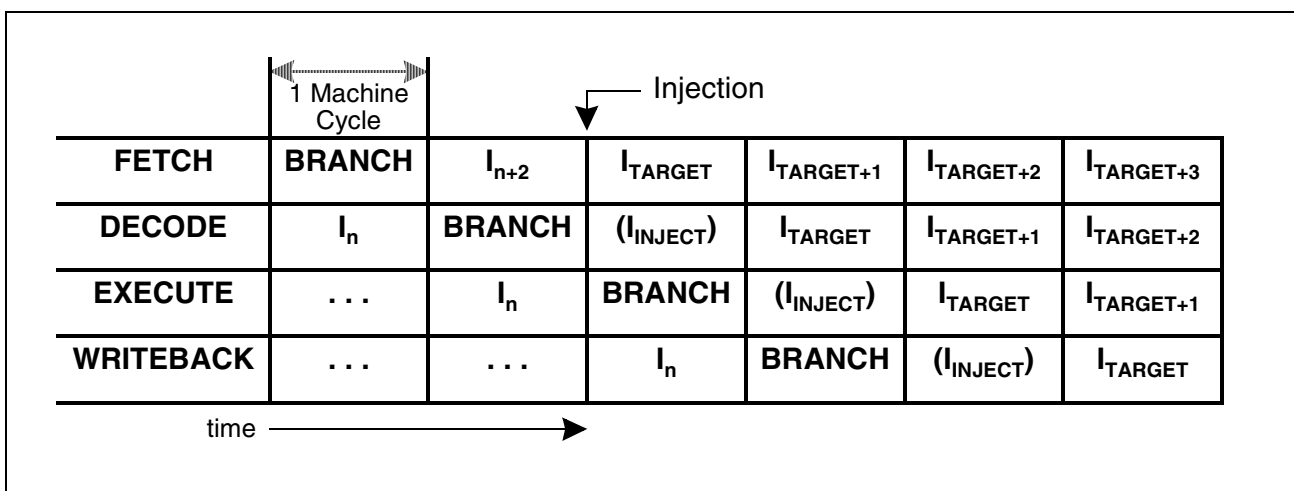 1 Machine
Cycle
Injection
FETCH BRANCH In+2 ITARGET ITARGET+1 ITARGET+2 ITARGET+3
DECODE In BRANCH (IINJECT) ITARGET ITARGET+1 ITARGET+2
EXECUTE . . . In BRANCH (IINJECT) ITARGET ITARGET+1
WRITEBACK . . . . . . In BRANCH (IINJECT) ITARGET
time